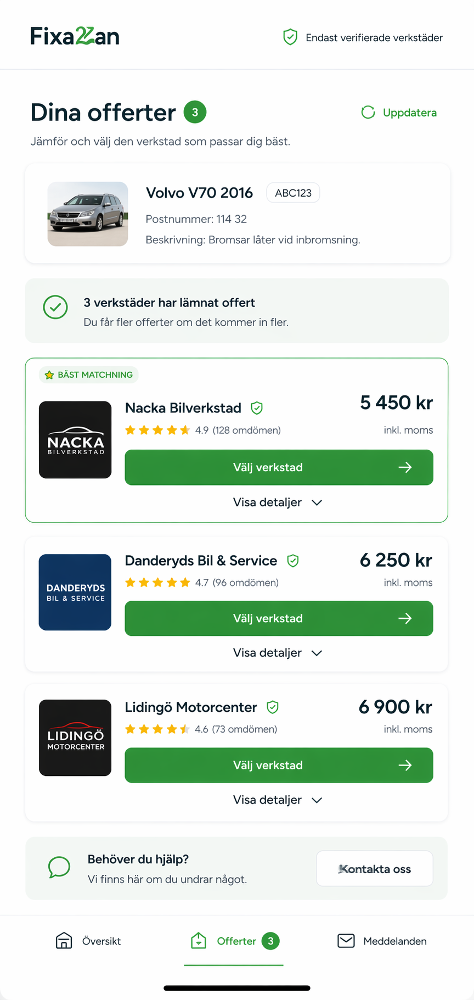 Fixa2an
Endast verifierade verkstäder
Dina offerter 3
Uppdatera
Jämför och välj den verkstad som passar dig bäst.
Volvo V70 2016 ABC123
Postnummer: 114 32
Beskrivning: Bromsar låter vid inbromsning.
3 verkstäder har lämnat offert
Du får fler offerter om det kommer in fler.
BÄST MATCHNING
NACKA
BILVERKSTAD
Nacka Bilverkstad
5 450 kr
4.9 (128 omdömen)
inkl. moms
Välj verkstad
Visa detaljer
DANDERYDS
BIL & SERVICE
Danderyds Bil & Service
6 250 kr
4.7 (96 omdömen)
inkl. moms
Välj verkstad
Visa detaljer
LIDINGÖ
MOTORCENTER
Lidingö Motorcenter
6 900 kr
4.6 (73 omdömen)
inkl. moms
Välj verkstad
Visa detaljer
Behöver du hjälp?
Vi finns här om du undrar något.
Kontakta oss
Översikt
Offerter 3
Meddelanden